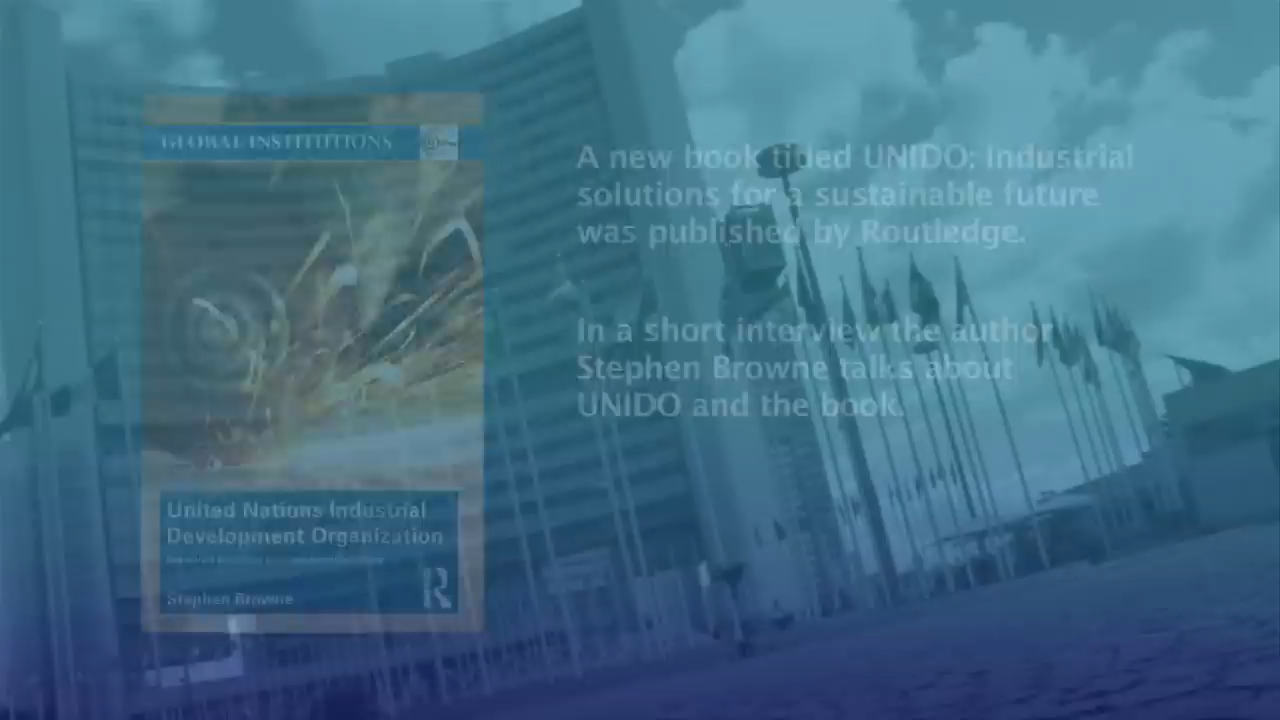 GLOBAL INSTITUTIONS
United Nations Industrial
Development Organization
Stephen Browne
A new book titled UNIDO: Industrial
solutions for a sustainable future
was published by Routledge.
In a short interview the author
Stephen Browne talks about
UNIDO and the book.